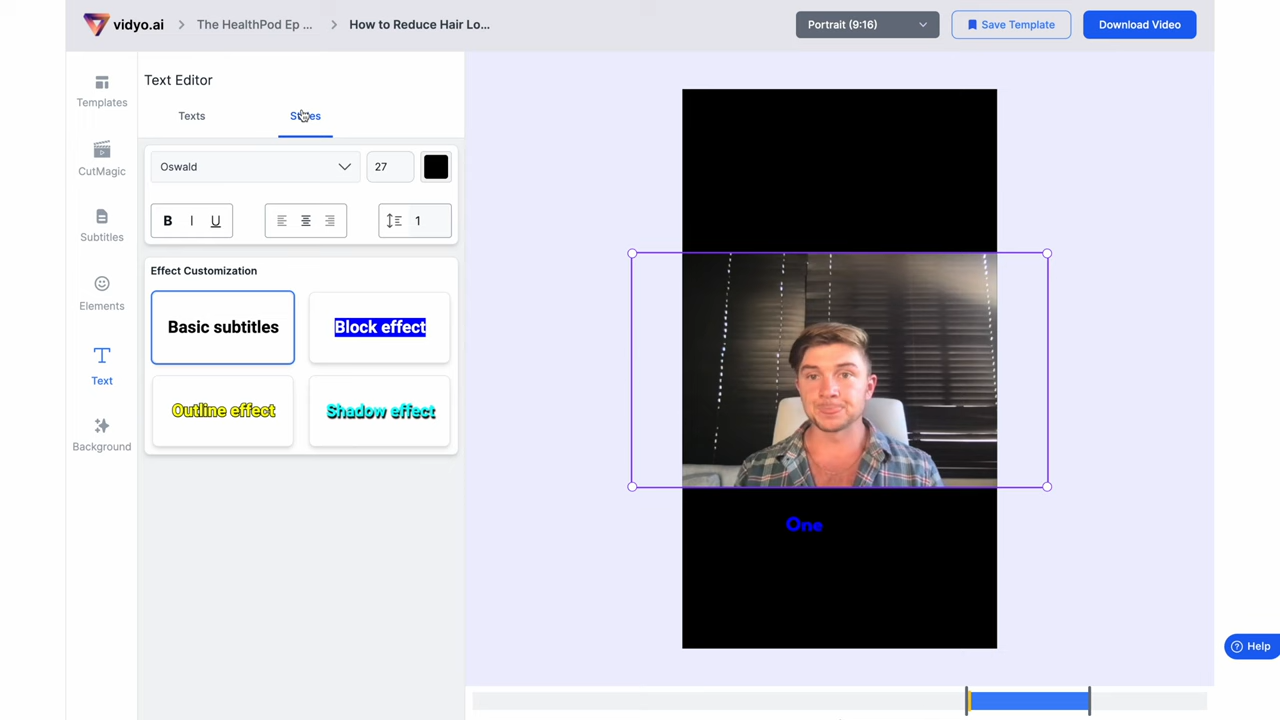 vidyo.ai
The HealthPod Ep ...
How to Reduce Hair Lo...
Portrait (9:16)
Save Template
Download Video
Templates
CutMagic
Subtitles
Elements
Text
Background
Text Editor
Texts
Oswald
27
B I U
1
Effect Customization
Basic subtitles
Block effect
Outline effect
Shadow effect
One
Help